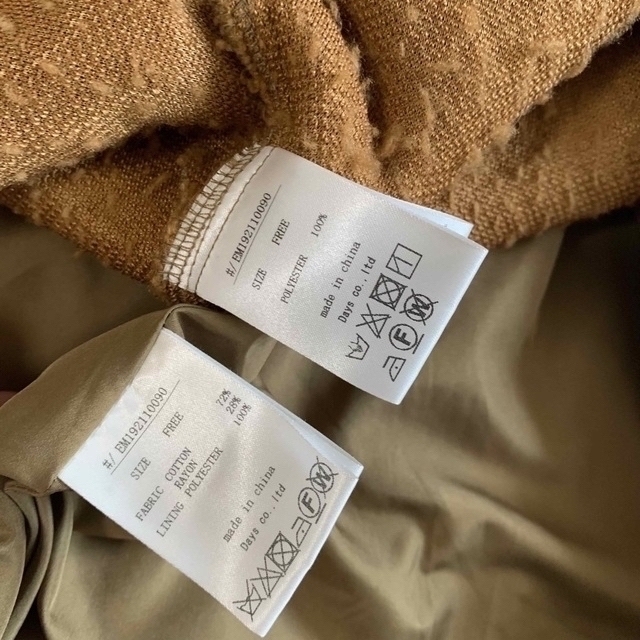 #/ EM192110090
SIZE FREE
POLYESTER 100%
made in china
Days co.,ltd
F W
#/ EM192110090
SIZE FREE
FABRIC COTTON 72%
RAYON 28%
LINING POLYESTER 100%
made in china
Days co.,ltd
F W